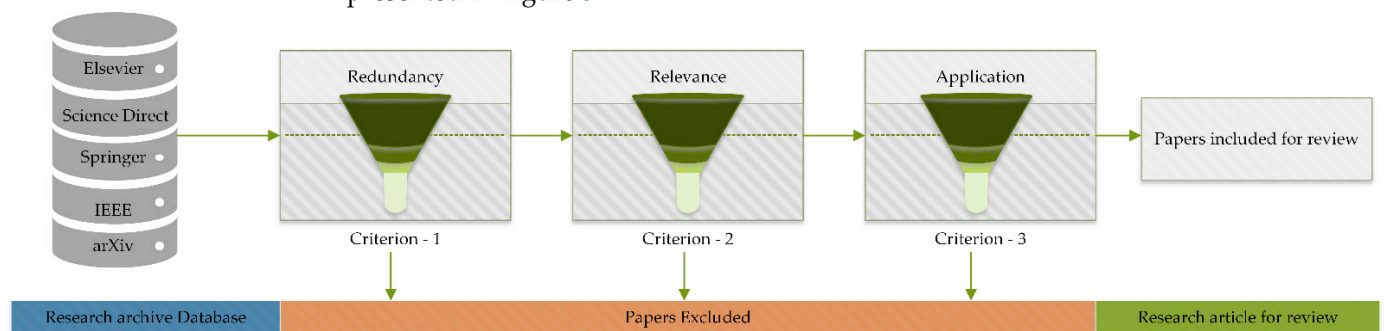 Elsevier
Science Direct
Springer
IEEE
arXiv
Redundancy
Criterion - 1
Relevance
Criterion - 2
Application
Criterion - 3
Papers included for review
Research archive Database
Papers Excluded
Research article for review